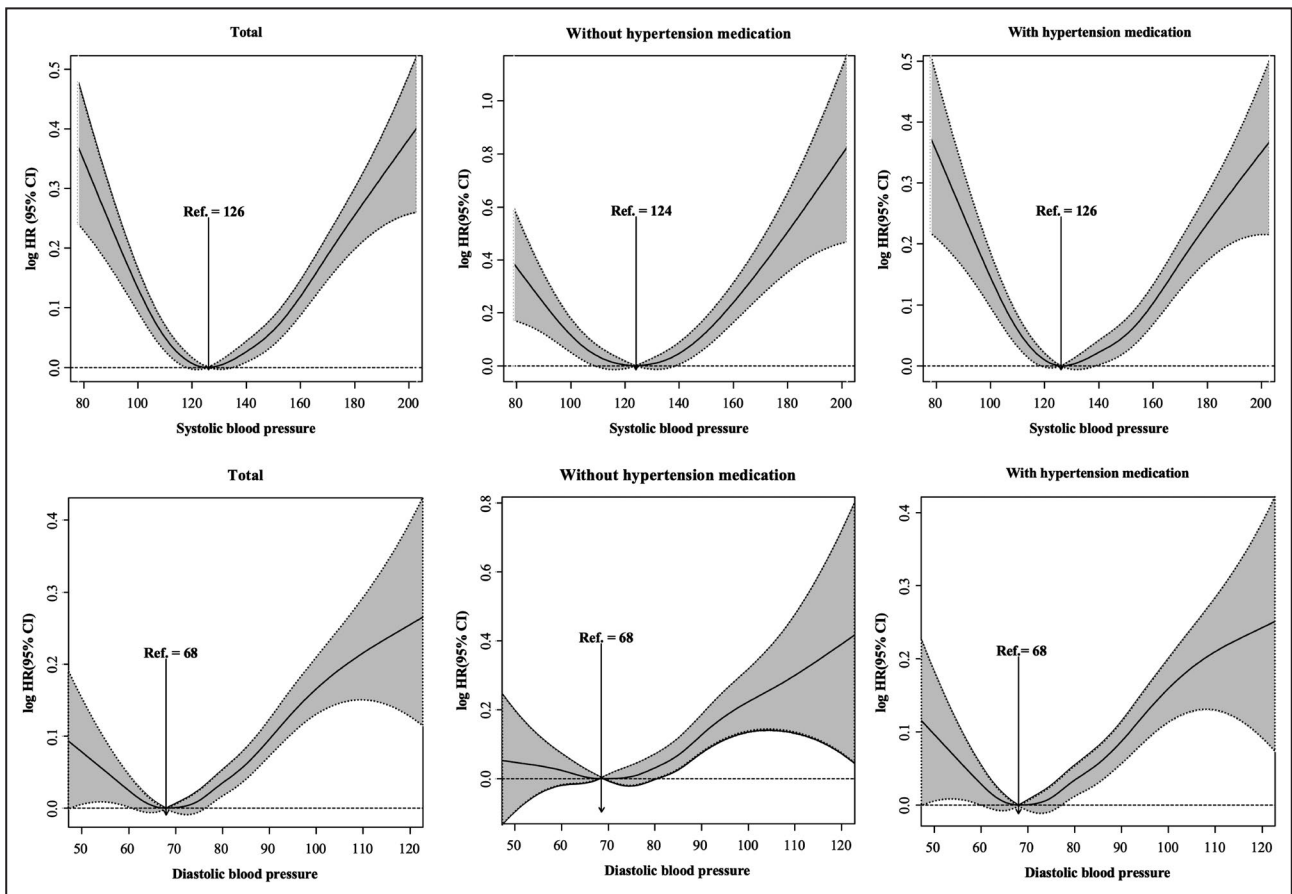 Total
log HR (95% CI)
0.5
0.4
0.3
0.2
0.1
0.0
Ref. = 126
80 100 120 140 160 180 200
Systolic blood pressure
Without hypertension medication
log HR(95% CI)
1.0
0.8
0.6
0.4
0.2
0.0
Ref. = 124
80 100 120 140 160 180 200
Systolic blood pressure
With hypertension medication
log HR(95% CI)
0.5
0.4
0.3
0.2
0.1
0.0
Ref. = 126
80 100 120 140 160 180 200
Systolic blood pressure
Total
log HR(95% CI)
0.4
0.3
0.2
0.1
0.0
Ref. = 68
50 60 70 80 90 100 110 120
Diastolic blood pressure
Without hypertension medication
log HR(95% CI)
0.8
0.6
0.4
0.2
0.0
Ref. = 68
50 60 70 80 90 100 110 120
Diastolic blood pressure
With hypertension medication
log HR(95% CI)
0.4
0.3
0.2
0.1
0.0
Ref. = 68
50 60 70 80 90 100 110 120
Diastolic blood pressure